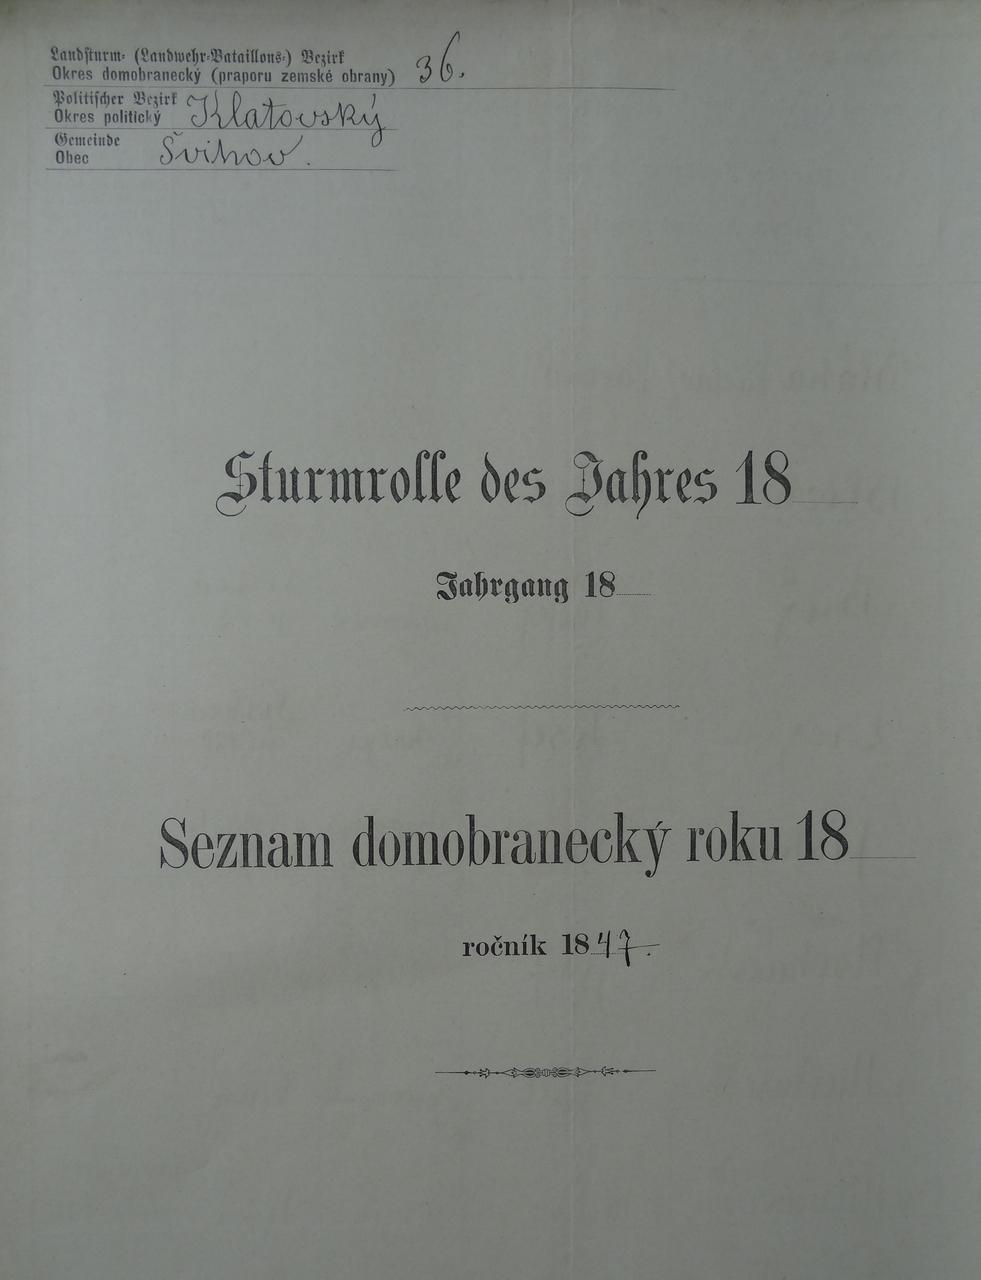 Landsturm- (Landwehr-Bataillons-) Bezirk
Okres domobranecký (praporu zemské obrany) 36.
Politischer Bezirk
Okres politický Klatovský
Gemeinde
Obec Švihov.
Sturmrolle des Jahres 18
Jahrgang 18
Seznam domobranecký roku 18
ročník 1847.